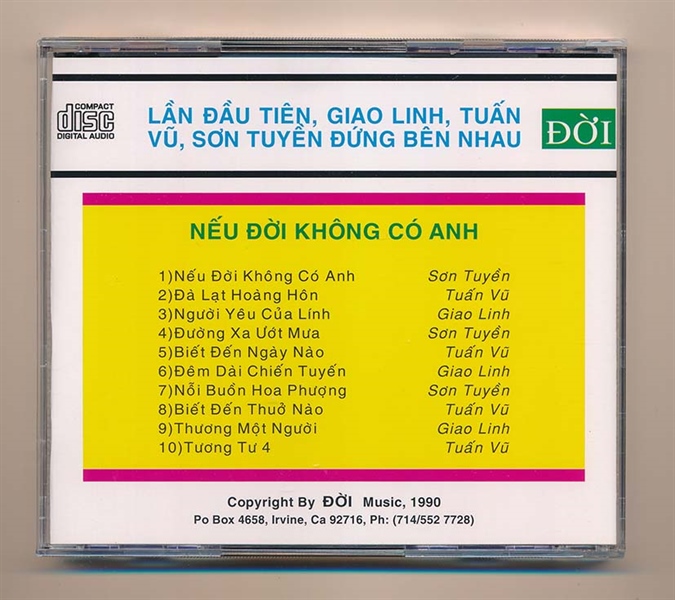 COMPACT
disc
DIGITAL AUDIO
LẦN ĐẦU TIÊN, GIAO LINH, TUẤN
VŨ, SƠN TUYỀN ĐỨNG BÊN NHAU
ĐỜI
NẾU ĐỜI KHÔNG CÓ ANH
1)Nếu Đời Không Có Anh Sơn Tuyền
2)Đà Lạt Hoàng Hôn Tuấn Vũ
3)Người Yêu Của Lính Giao Linh
4)Đường Xa Ướt Mưa Sơn Tuyền
5)Biết Đến Ngày Nào Tuấn Vũ
6)Đêm Dài Chiến Tuyến Giao Linh
7)Nỗi Buồn Hoa Phượng Sơn Tuyền
8)Biết Đến Thuở Nào Tuấn Vũ
9)Thương Một Người Giao Linh
10)Tương Tư 4 Tuấn Vũ
Copyright By ĐỜI Music, 1990
Po Box 4658, Irvine, Ca 92716, Ph: (714/552 7728)